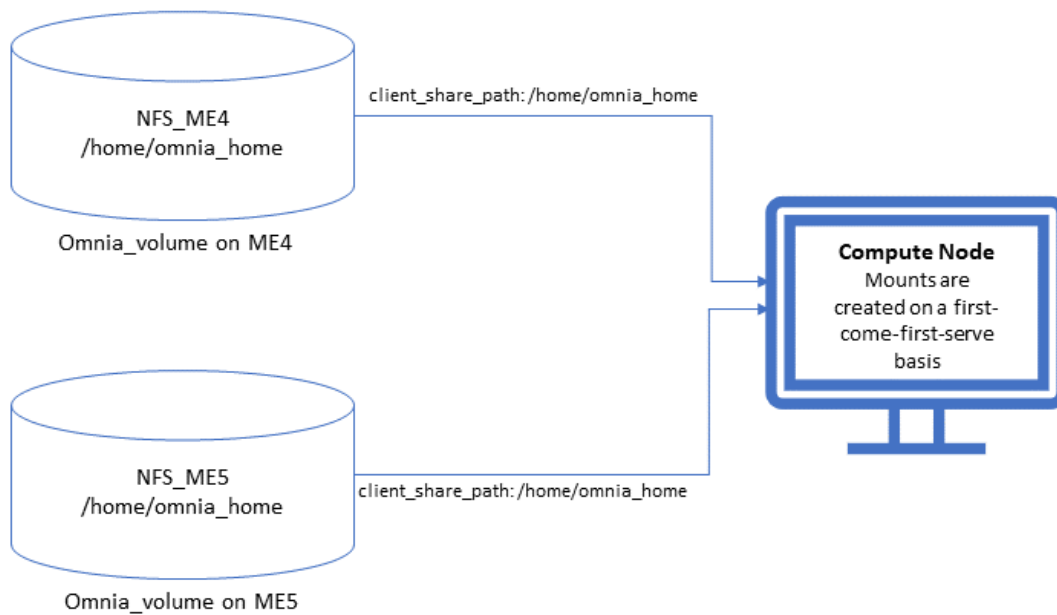 NFS_ME4
/home/omnia_home
client_share_path:/home/omnia_home
Omnia_volume on ME4
Compute Node
Mounts are
created on a first-
come-first-serve
basis
NFS_ME5
/home/omnia_home
client_share_path:/home/omnia_home
Omnia_volume on ME5